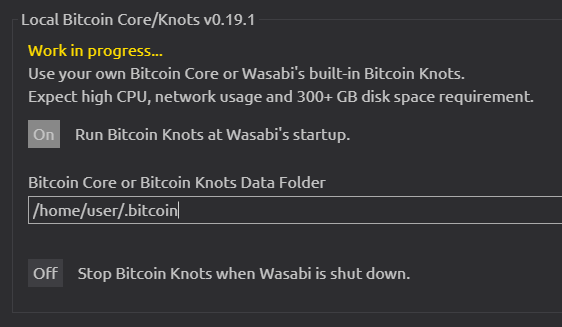 Local Bitcoin Core/Knots v0.19.1
Work in progress...
Use your own Bitcoin Core or Wasabi's built-in Bitcoin Knots.
Expect high CPU, network usage and 300+ GB disk space requirement.
On Run Bitcoin Knots at Wasabi's startup.
Bitcoin Core or Bitcoin Knots Data Folder
/home/user/.bitcoin
Off Stop Bitcoin Knots when Wasabi is shut down.